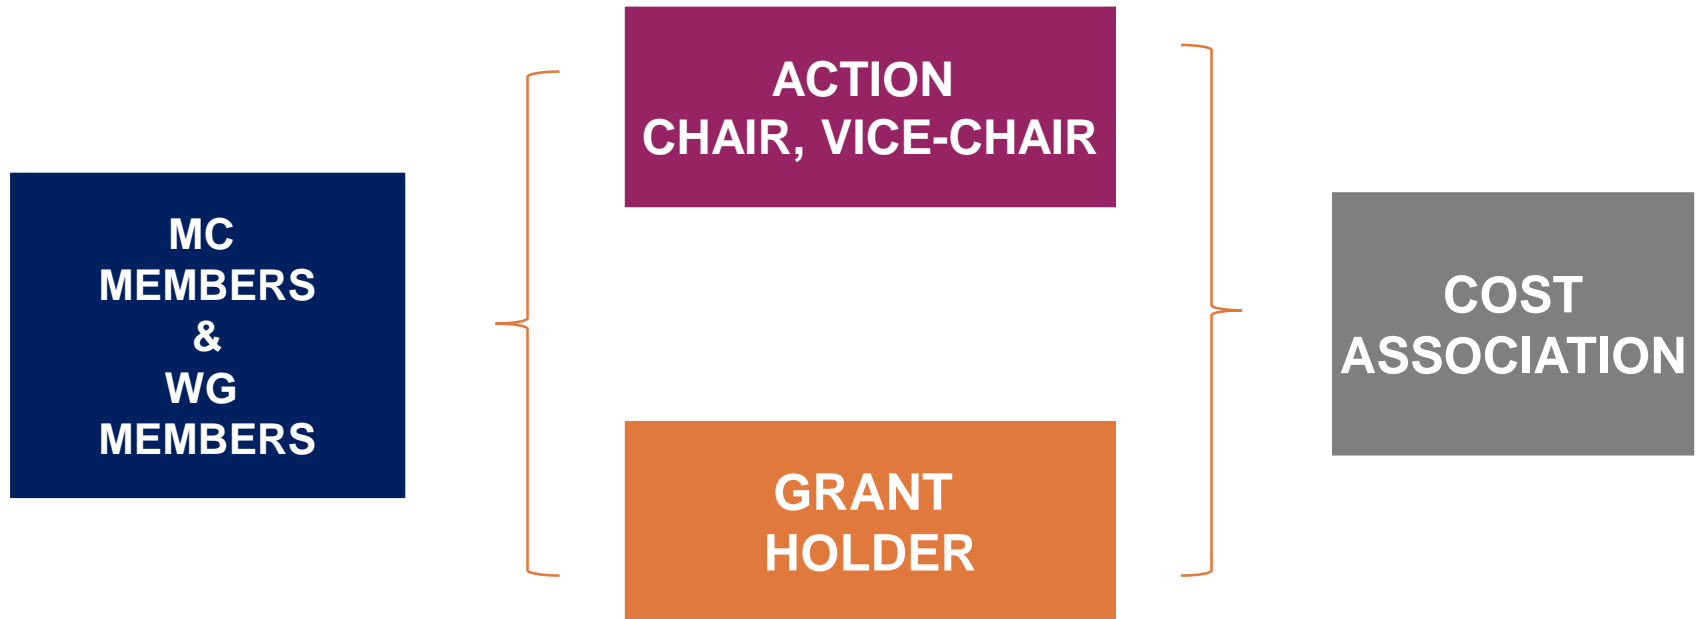 MC
MEMBERS
&
WG
MEMBERS
ACTION
CHAIR, VICE-CHAIR
GRANT
HOLDER
COST
ASSOCIATION